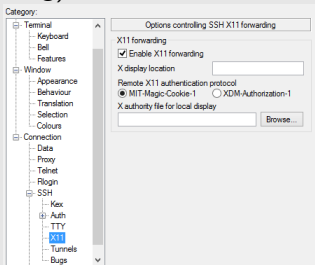 Category:
Terminal
Keyboard
Bell
Features
Window
Appearance
Behaviour
Translation
Selection
Colours
Connection
Data
Proxy
Telnet
Rlogin
SSH
Kex
Auth
TTY
X11
Tunnels
Bugs
Options controlling SSH X11 forwarding
X11 forwarding
Enable X11 forwarding
X display location
Remote X11 authentication protocol
MIT-Magic-Cookie-1 XDM-Authorization-1
X authority file for local display
Browse...